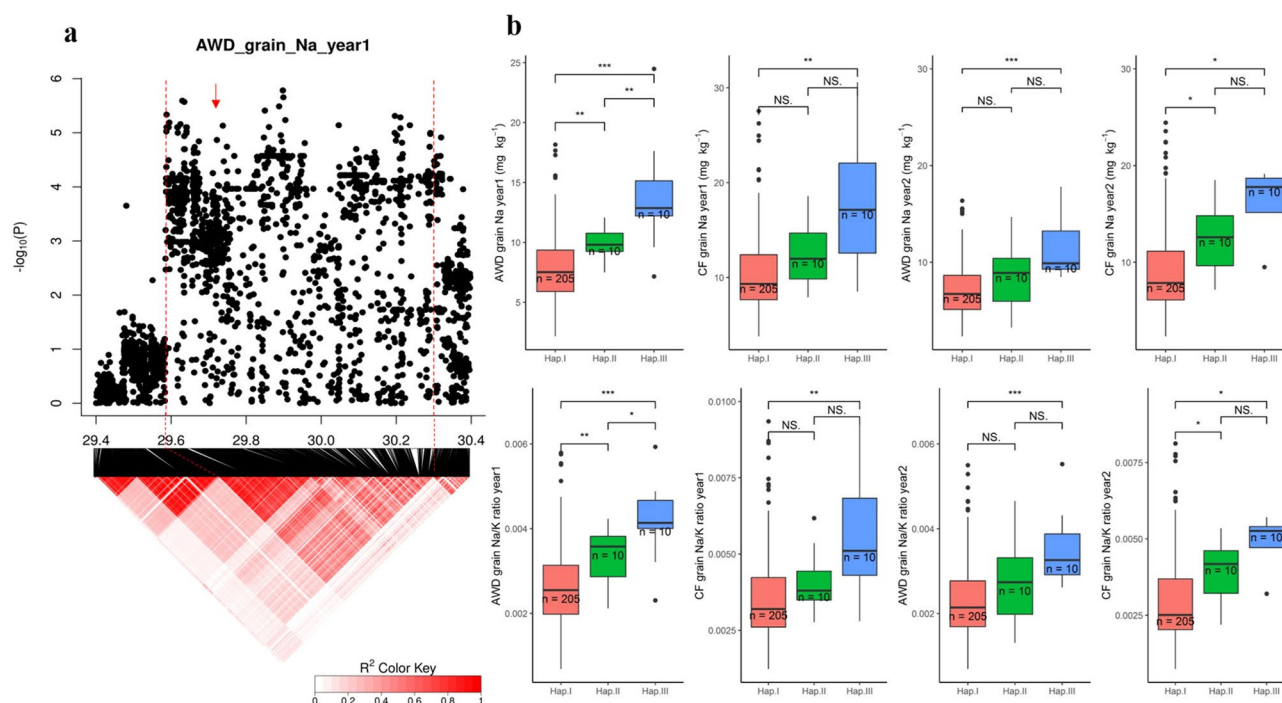 a
AWD_grain_Na_year1
-log10(P)
6
5
4
3
2
1
0
29.4 29.6 29.8 30.0 30.2 30.4
R2 Color Key
0 0.2 0.4 0.6 0.8 1
b
AWD grain Na year1 (mg kg−1)
25
20
15
10
5
***
**
**
n = 205
n = 10
n = 10
Hap.I Hap.II Hap.III
CF grain Na year1 (mg kg−1)
30
20
10
**
NS.
NS.
n = 205
n = 10
n = 10
Hap.I Hap.II Hap.III
AWD grain Na year2 (mg kg−1)
30
20
10
***
NS.
NS.
n = 205
n = 10
n = 10
Hap.I Hap.II Hap.III
CF grain Na year2 (mg kg−1)
30
20
10
*
NS.
*
n = 205
n = 10
n = 10
Hap.I Hap.II Hap.III
AWD grain Na/K ratio year1
0.006
0.004
0.002
***
*
**
n = 205
n = 10
n = 10
Hap.I Hap.II Hap.III
CF grain Na/K ratio year1
0.0100
0.0075
0.0050
0.0025
**
NS.
NS.
n = 205
n = 10
n = 10
Hap.I Hap.II Hap.III
AWD grain Na/K ratio year2
0.006
0.004
0.002
***
NS.
NS.
n = 205
n = 10
n = 10
Hap.I Hap.II Hap.III
CF grain Na/K ratio year2
0.0100
0.0075
0.0050
0.0025
*
NS.
*
n = 205
n = 10
n = 10
Hap.I Hap.II Hap.III